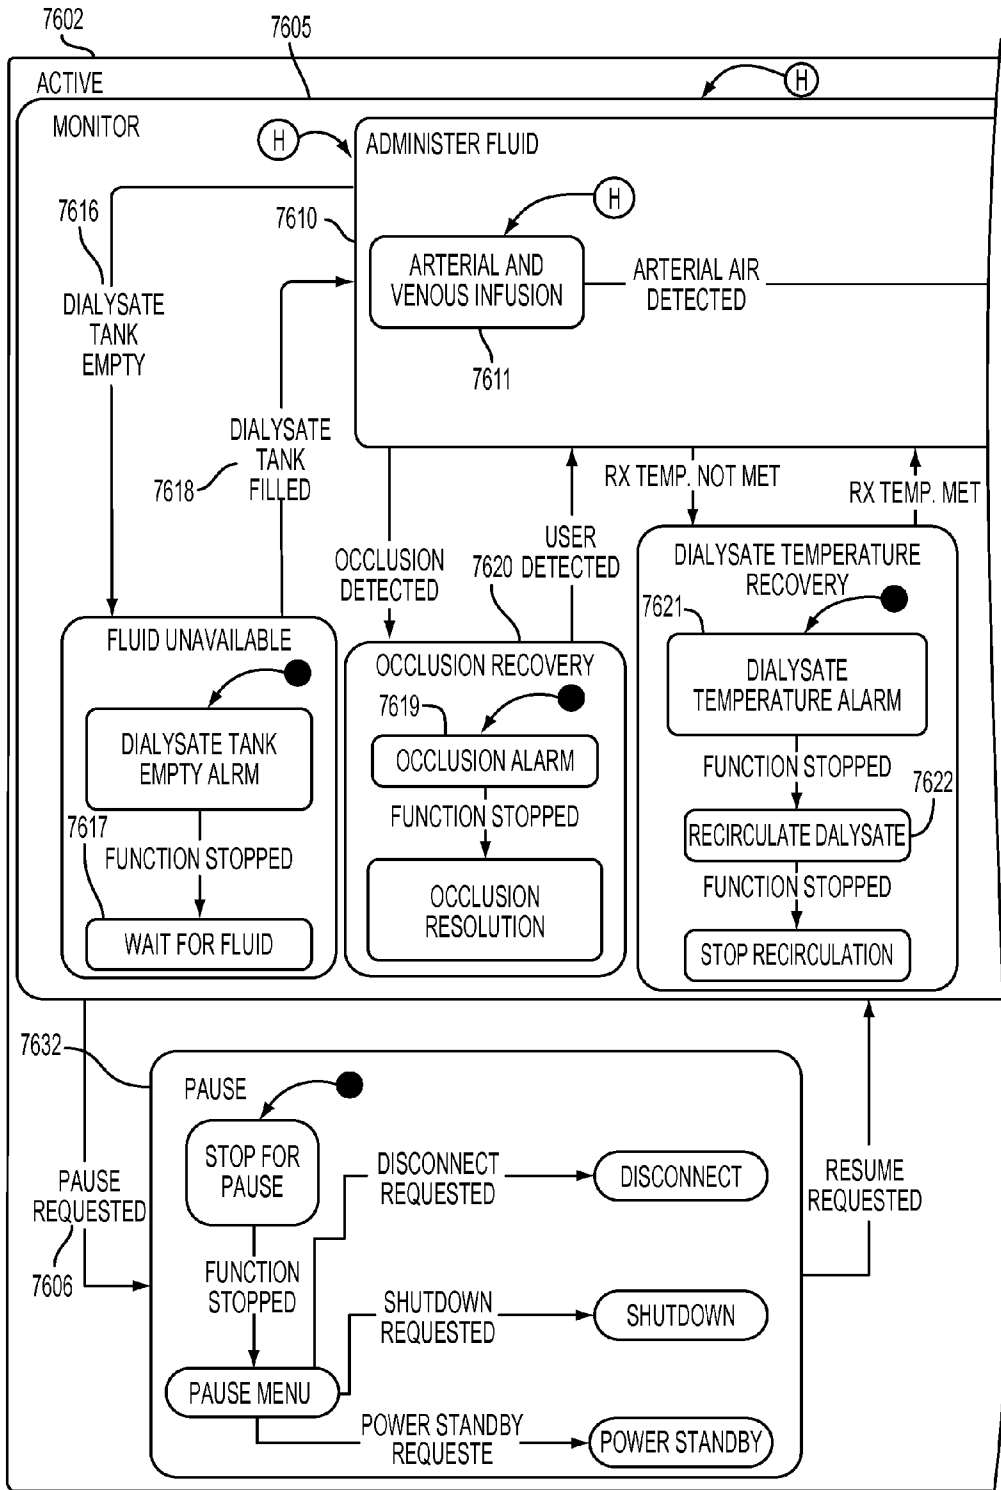 7602
7605
ACTIVE
H
MONITOR
H
ADMINISTER FLUID
7616
7610
H
ARTERIAL AND
VENOUS INFUSION
ARTERIAL AIR
DETECTED
DIALYSATE
TANK
EMPTY
7611
DIALYSATE
TANK
FILLED
7618
RX TEMP. NOT MET
RX TEMP. MET
OCCLUSION
DETECTED
7620
USER
DETECTED
DIALYSATE TEMPERATURE
RECOVERY
7621
FLUID UNAVAILABLE
OCCLUSION RECOVERY
DIALYSATE
TEMPERATURE ALARM
7619
DIALYSATE TANK
EMPTY ALRM
OCCLUSION ALARM
FUNCTION STOPPED
7622
FUNCTION STOPPED
RECIRCULATE DALYSATE
7617
FUNCTION STOPPED
FUNCTION STOPPED
OCCLUSION
RESOLUTION
WAIT FOR FLUID
STOP RECIRCULATION
7632
PAUSE
STOP FOR
PAUSE
DISCONNECT
REQUESTED
DISCONNECT
RESUME
REQUESTED
PAUSE
REQUESTED
7606
FUNCTION
STOPPED
SHUTDOWN
REQUESTED
SHUTDOWN
PAUSE MENU
POWER STANDBY
REQUESTE
POWER STANDBY